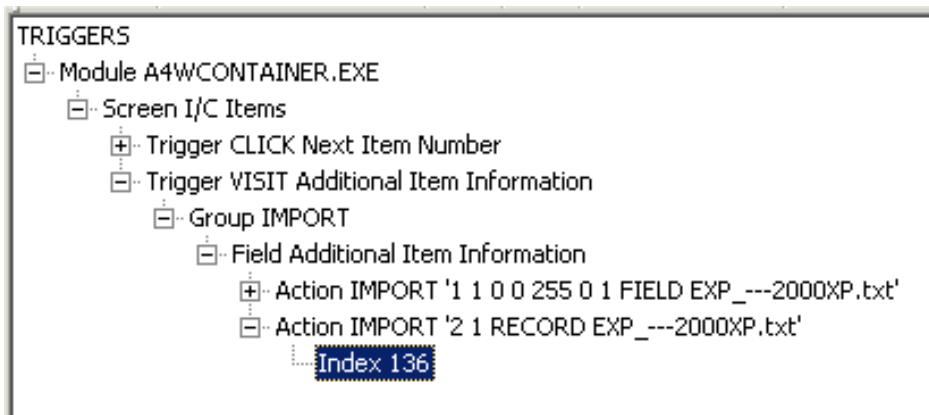 TRIGGERS
Module A4WCONTAINER.EXE
Screen I/C Items
Trigger CLICK Next Item Number
Trigger VISIT Additional Item Information
Group IMPORT
Field Additional Item Information
Action IMPORT '1 1 0 0 255 0 1 FIELD EXP_---2000XP.txt'
Action IMPORT '2 1 RECORD EXP_---2000XP.txt'
Index 136